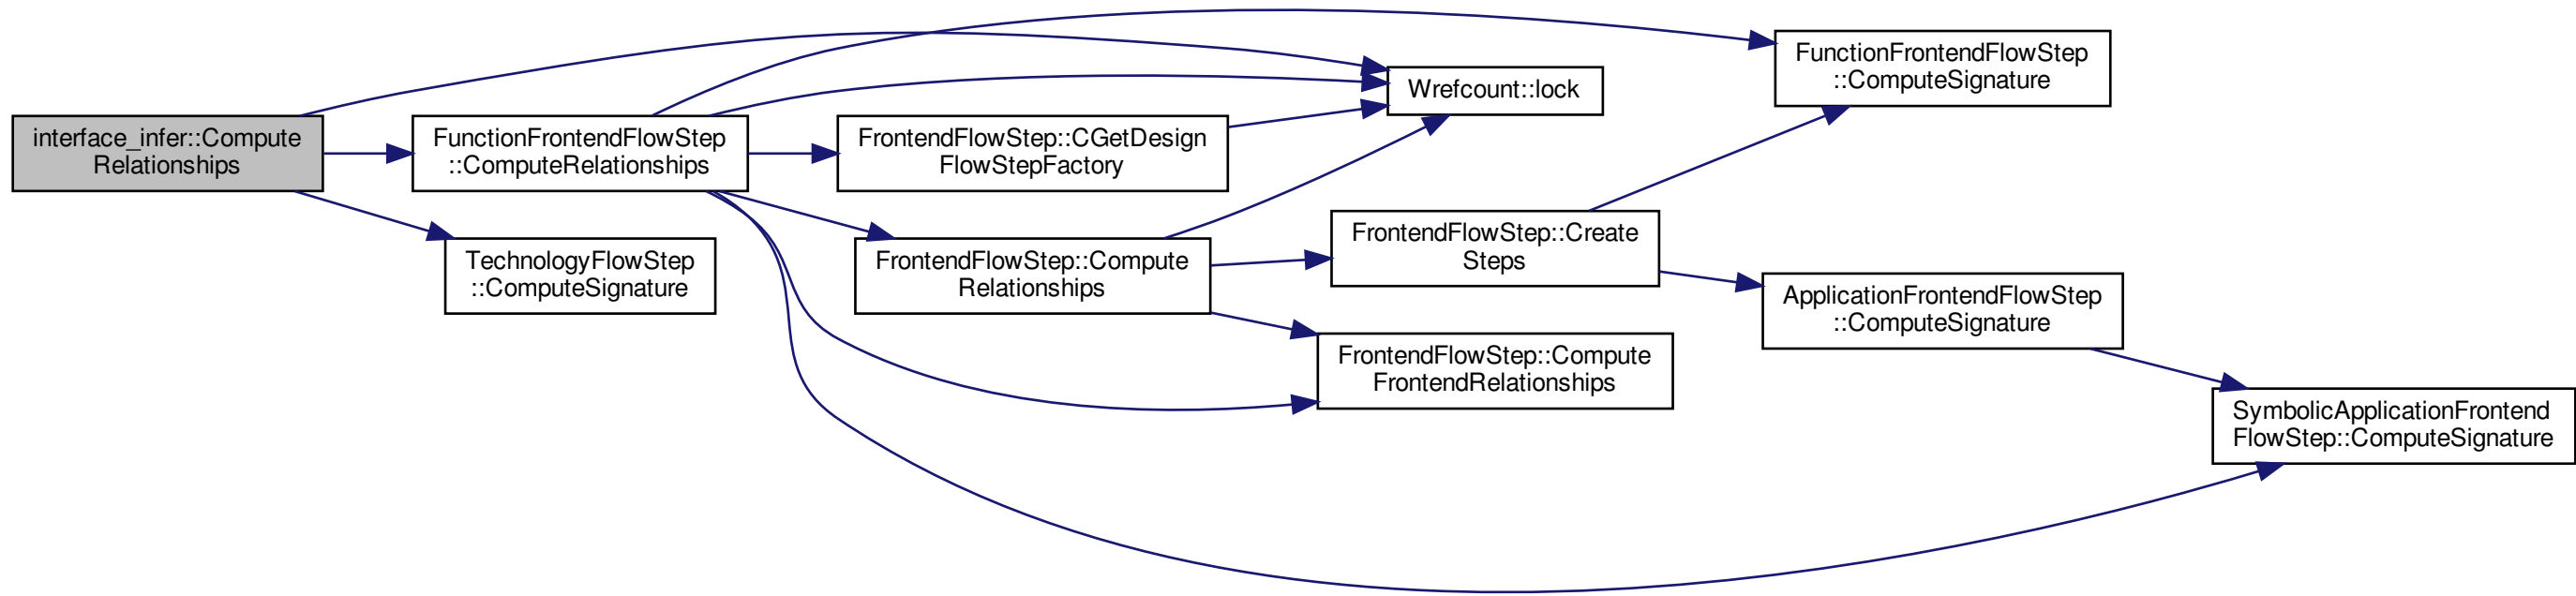 interface_infer::Compute
Relationships
FunctionFrontendFlowStep
::ComputeRelationships
TechnologyFlowStep
::ComputeSignature
FrontendFlowStep::CGetDesign
FlowStepFactory
FrontendFlowStep::Compute
Relationships
Wrefcount::lock
FrontendFlowStep::Create
Steps
FrontendFlowStep::Compute
FrontendRelationships
FunctionFrontendFlowStep
::ComputeSignature
ApplicationFrontendFlowStep
::ComputeSignature
SymbolicApplicationFrontend
FlowStep::ComputeSignature